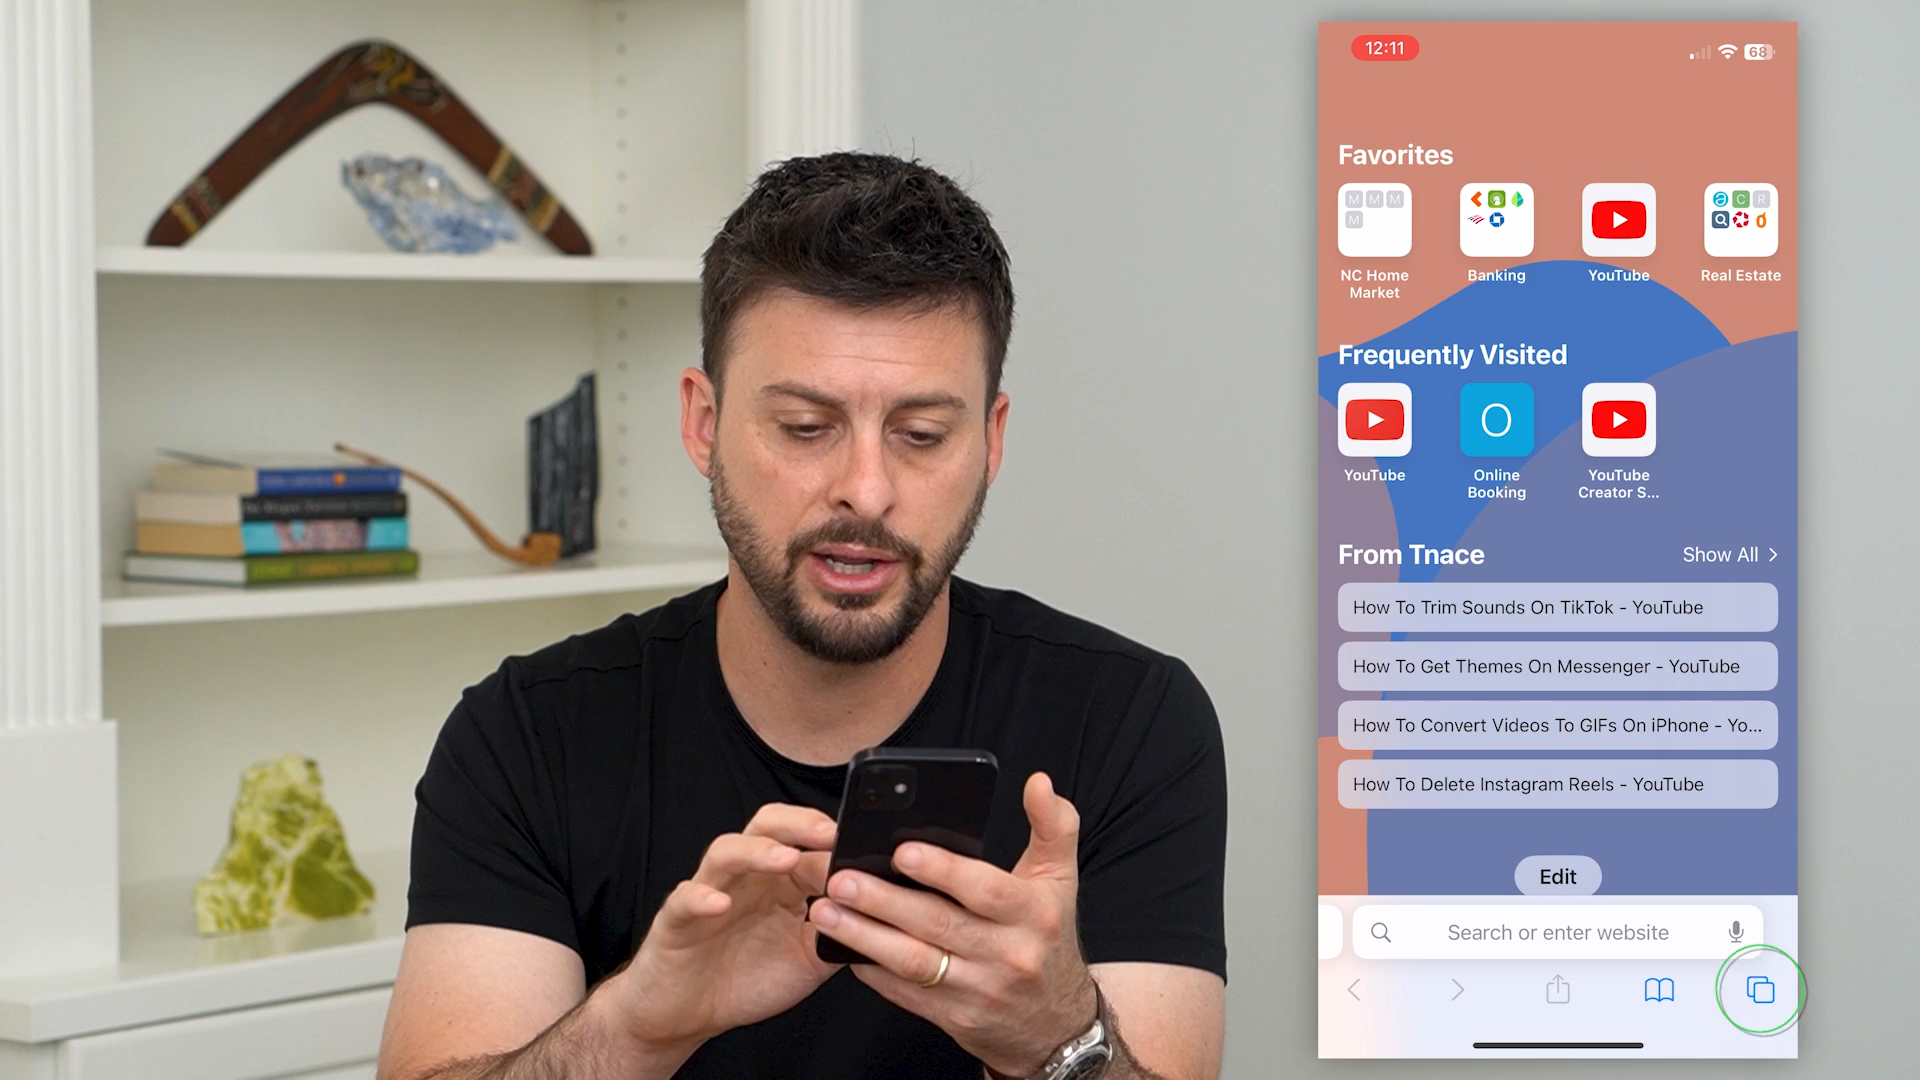 12:11
68
Favorites
M M M
M
C R
NC Home
Market
Banking
YouTube
Real Estate
Frequently Visited
O
YouTube
Online
Booking
YouTube
Creator S...
From Tnace
Show All >
How To Trim Sounds On TikTok - YouTube
How To Get Themes On Messenger - YouTube
How To Convert Videos To GIFs On iPhone - Yo...
How To Delete Instagram Reels - YouTube
Edit
Search or enter website